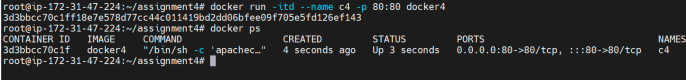 root@ip-172-31-47-224:~/assignment4# docker run -itd --name c4 -p 80:80 docker4
3d3bbcc70c1ff18e7e578d77cc44c011419bd2dd06bfee09f705e5fd126ef143
root@ip-172-31-47-224:~/assignment4# docker ps
CONTAINER ID   IMAGE     COMMAND                  CREATED         STATUS         PORTS                               NAMES
3d3bbcc70c1f   docker4   "/bin/sh -c 'apachec…"   4 seconds ago   Up 3 seconds   0.0.0.0:80->80/tcp, :::80->80/tcp   c4
root@ip-172-31-47-224:~/assignment4#